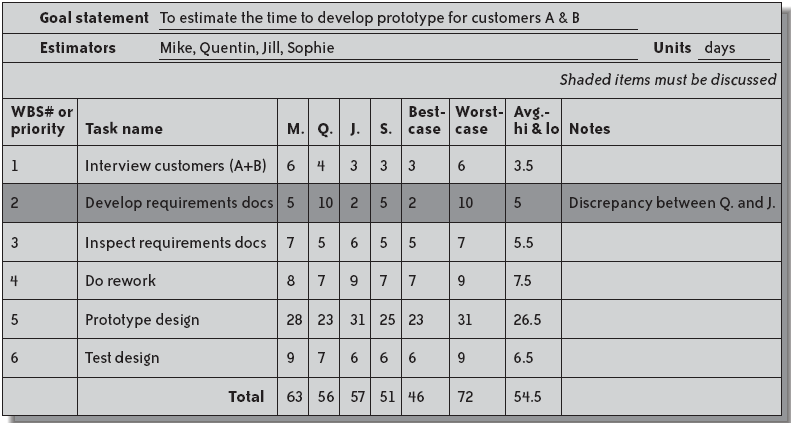 Goal statement To estimate the time to develop prototype for customers A & B
Estimators Mike, Quentin, Jill, Sophie Units days
Shaded items must be discussed
WBS# or priority Task name M. Q. J. S. Best-case Worst-case Avg.-hi & lo Notes
1 Interview customers (A+B) 6 4 3 3 3 6 3.5
2 Develop requirements docs 5 10 2 5 2 10 5 Discrepancy between Q. and J.
3 Inspect requirements docs 7 5 6 5 5 7 5.5
4 Do rework 8 7 9 7 7 9 7.5
5 Prototype design 28 23 31 25 23 31 26.5
6 Test design 9 7 6 6 6 9 6.5
Total 63 56 57 51 46 72 54.5